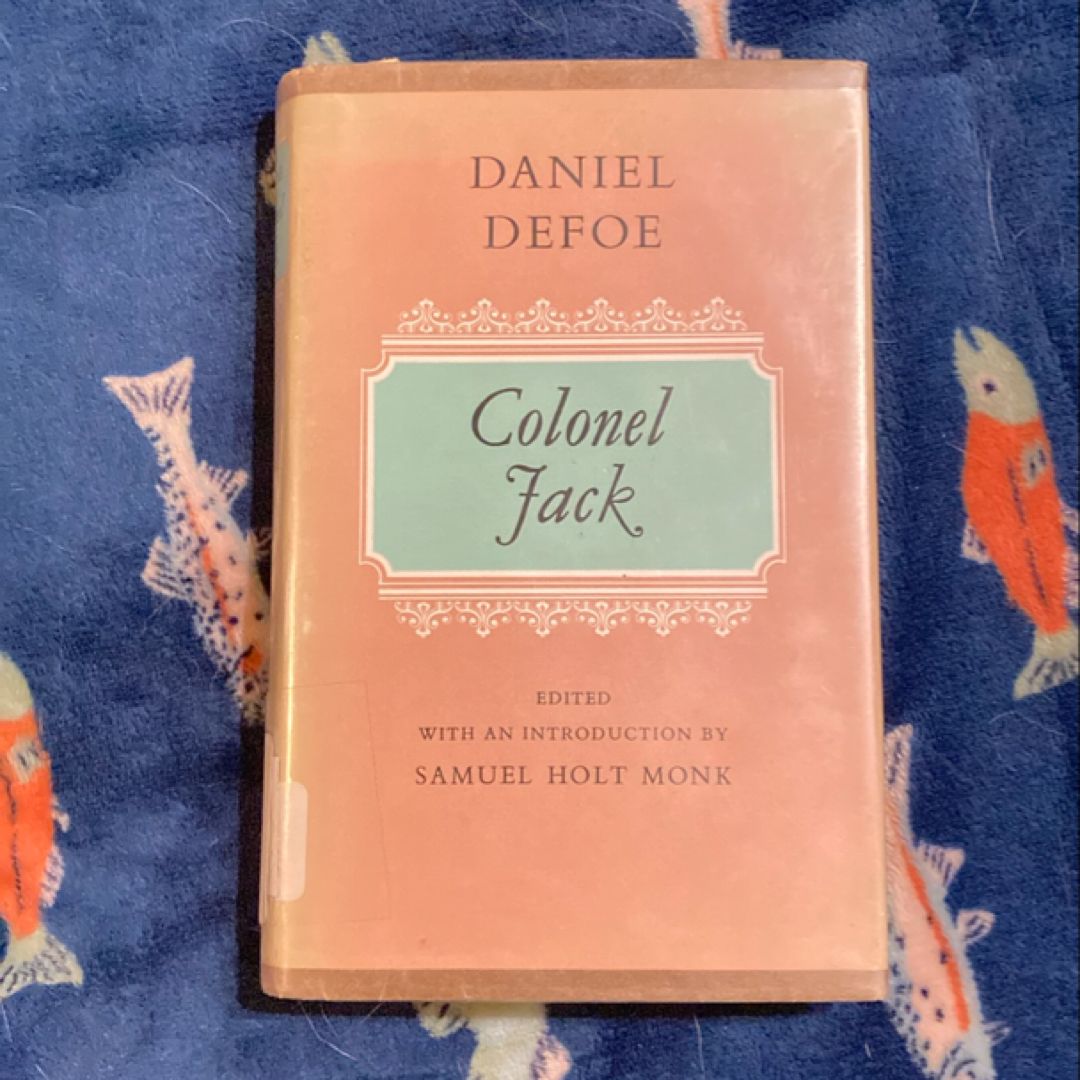 DANIEL
DEFOE
Colonel
Jack
EDITED
WITH AN INTRODUCTION BY
SAMUEL HOLT MONK